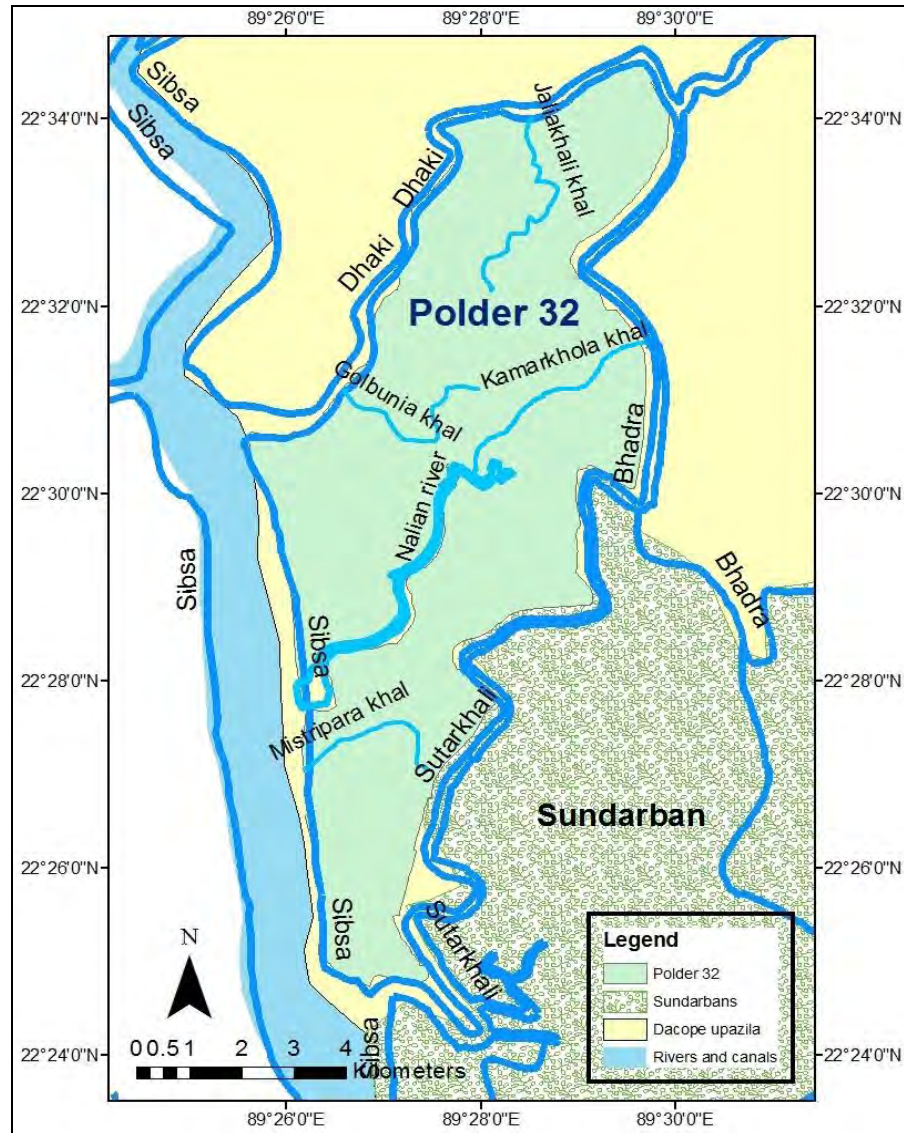 89°26'0"E
89°28'0"E
89°30'0"E
Sibsa
Sibsa
22°34'0"N
22°34'0"N
Jaliakhali khal
Dhaki
Dhaki
22°32'0"N
22°32'0"N
Polder 32
Kamarkhola khal
Golbunia khal
Bhadra
22°30'0"N
22°30'0"N
Nalian river
Sibsa
Bhadra
Sibsa
22°28'0"N
22°28'0"N
Mistripara khal
Sutarkhali
Sundarban
22°26'0"N
22°26'0"N
Sibsa
Sutarkhali
N
Legend
Polder 32
Sundarbans
Dacope upazila
Rivers and canals
22°24'0"N
22°24'0"N
Sibsa
0 0.5 1 2 3 4
Kilometers
89°26'0"E
89°28'0"E
89°30'0"E